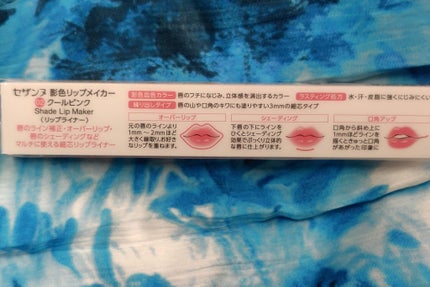 セザンヌ 影色リップメイカー
02 クールピンク
Shade Lip Maker
(リップライナー)
唇のライン補正・オーバーリップ・
唇のシェーディングなど
マルチに使える細芯リップライナー
影色血色カラー 唇のフチになじみ、立体感を演出するカラー
ラスティング処方 水・汗・皮脂に強くにじみにくい
繰り出しタイプ 唇の山や口角のキワにも塗りやすい3mmの細芯タイプ
オーバーリップ
元の唇のラインより
1mm〜2mmほど
大きく縁取りお好き
なリップを重ねます。
シェーディング
下唇の下にラインを
ひくとシェーディング
効果でぷっくり立体的
な唇に仕上がります。
口角アップ
口角から斜め上に
1mmほどラインを
描くときゅっと口角
があがった印象に